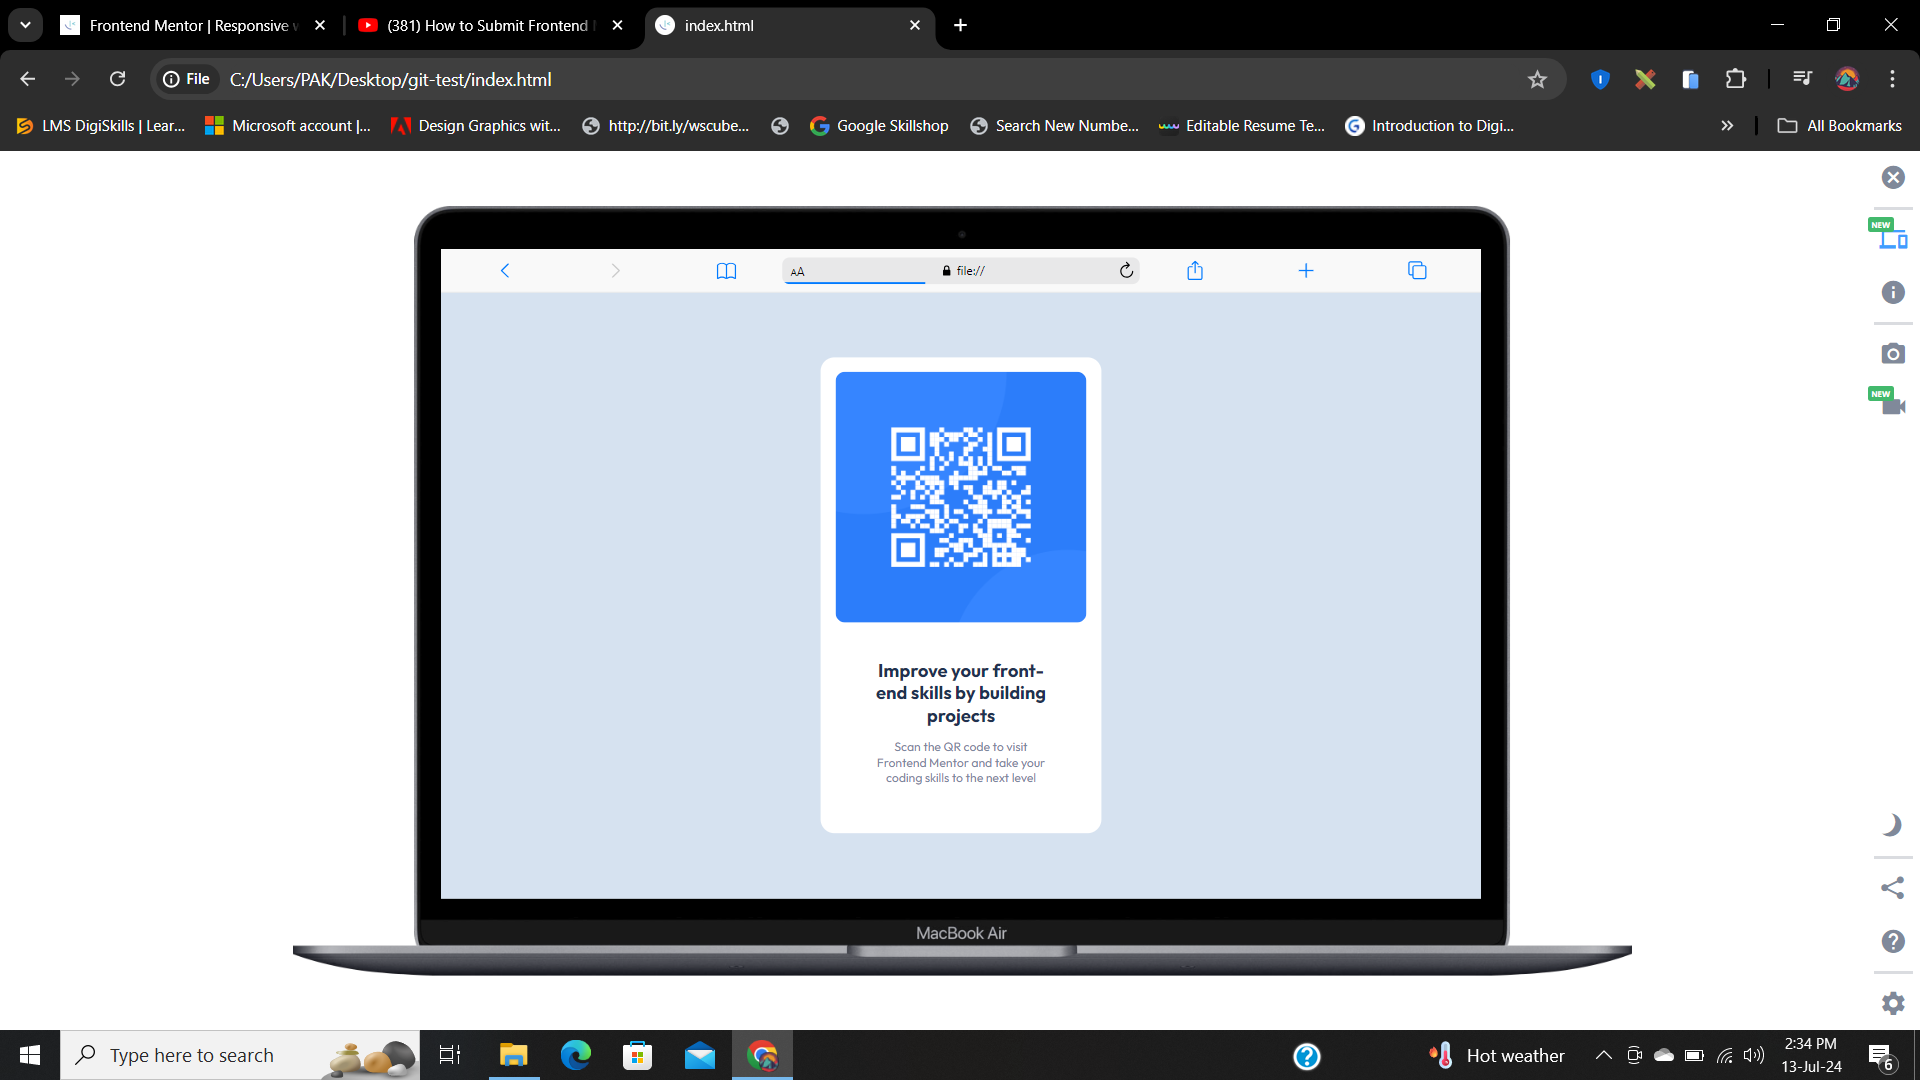 Frontend Mentor | Responsive w
(381) How to Submit Frontend
index.html
File
C:/Users/PAK/Desktop/git-test/index.html
LMS DigiSkills | Lear...
Microsoft account |...
Design Graphics wit...
http://bit.ly/wscube...
Google Skillshop
Search New Numbe...
Editable Resume Te...
Introduction to Digi...
All Bookmarks
NEW
AA
file://
NEW
Improve your front-
end skills by building
projects
Scan the QR code to visit
Frontend Mentor and take your
coding skills to the next level
MacBook Air
Type here to search
Hot weather
2:34 PM
13-Jul-24
6